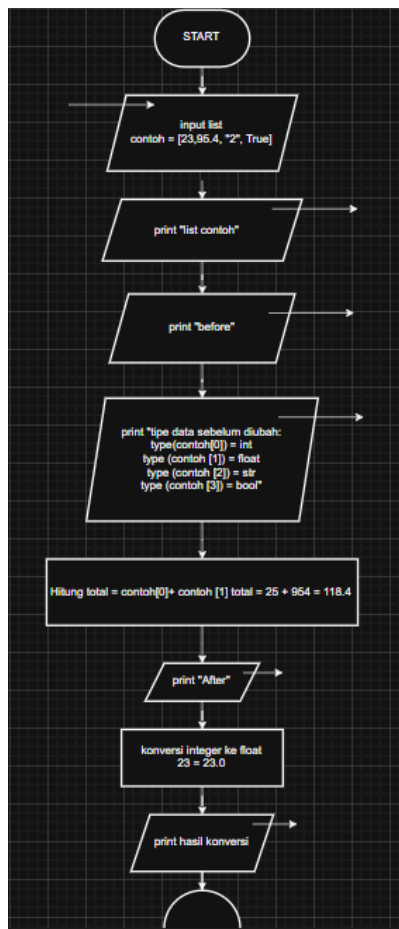 START
input list
contoh = [23,95.4, "2", True]
print "list contoh"
print "before"
print "tipe data sebelum diubah:
type(contoh[0]) = int
type (contoh [1]) = float
type (contoh [2]) = str
type (contoh [3]) = bool"
Hitung total = contoh[0]+ contoh [1] total = 25 + 954 = 118.4
print "After"
konversi integer ke float
23 = 23.0
print hasil konversi